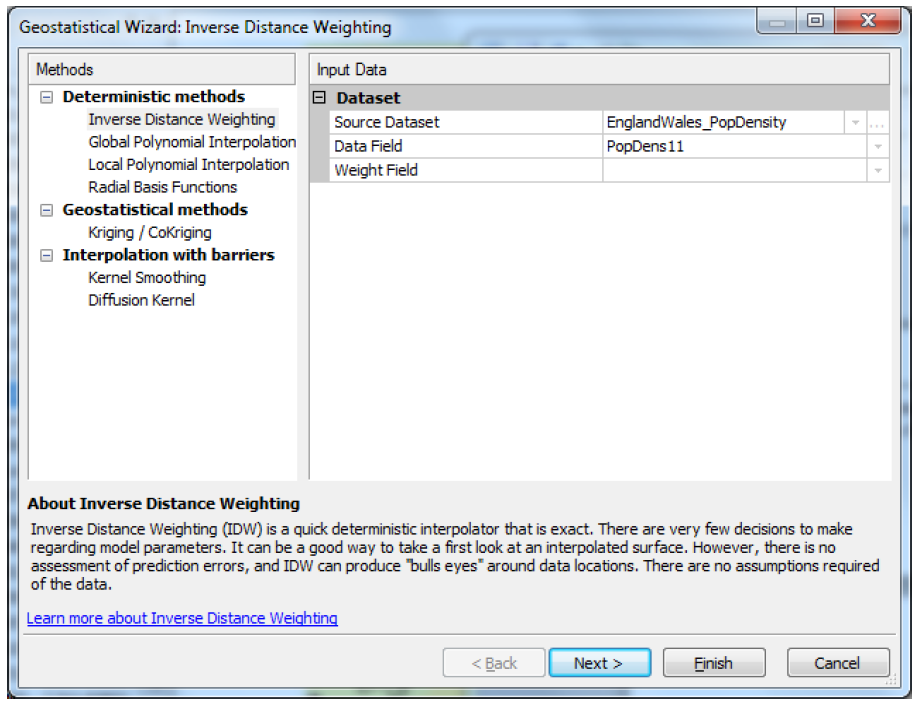 Geostatistical Wizard: Inverse Distance Weighting
Methods
Deterministic methods
Inverse Distance Weighting
Global Polynomial Interpolation
Local Polynomial Interpolation
Radial Basis Functions
Geostatistical methods
Kriging / CoKriging
Interpolation with barriers
Kernel Smoothing
Diffusion Kernel
Input Data
Dataset
Source Dataset EnglandWales_PopDensity ...
Data Field PopDens11
Weight Field
About Inverse Distance Weighting
Inverse Distance Weighting (IDW) is a quick deterministic interpolator that is exact. There are very few decisions to make
regarding model parameters. It can be a good way to take a first look at an interpolated surface. However, there is no
assessment of prediction errors, and IDW can produce "bulls eyes" around data locations. There are no assumptions required
of the data.
Learn more about Inverse Distance Weighting
< Back Next > Finish Cancel